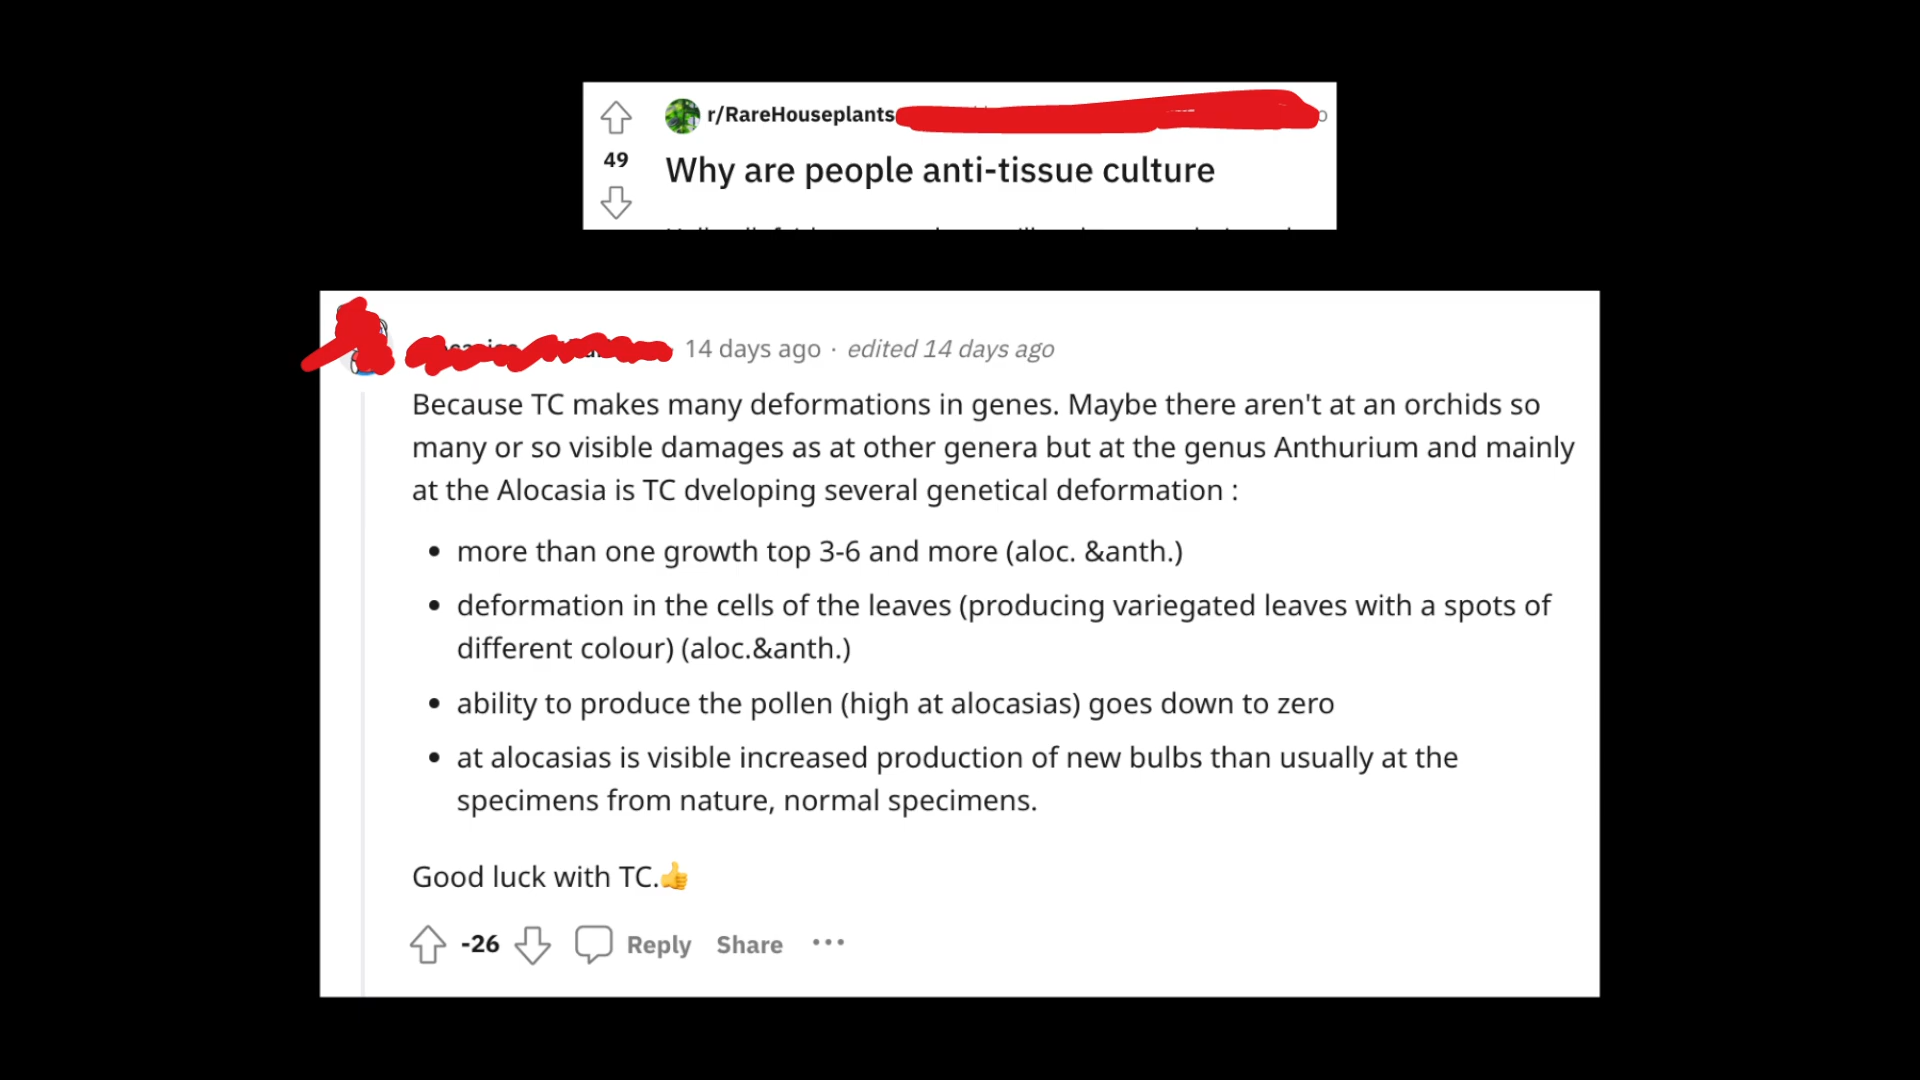 r/RareHouseplants
49
Why are people anti-tissue culture
14 days ago · edited 14 days ago
Because TC makes many deformations in genes. Maybe there aren't at an orchids so
many or so visible damages as at other genera but at the genus Anthurium and mainly
at the Alocasia is TC dveloping several genetical deformation :
• more than one growth top 3-6 and more (aloc. &anth.)
• deformation in the cells of the leaves (producing variegated leaves with a spots of
different colour) (aloc.&anth.)
• ability to produce the pollen (high at alocasias) goes down to zero
• at alocasias is visible increased production of new bulbs than usually at the
specimens from nature, normal specimens.
Good luck with TC.👍
-26 Reply Share •••